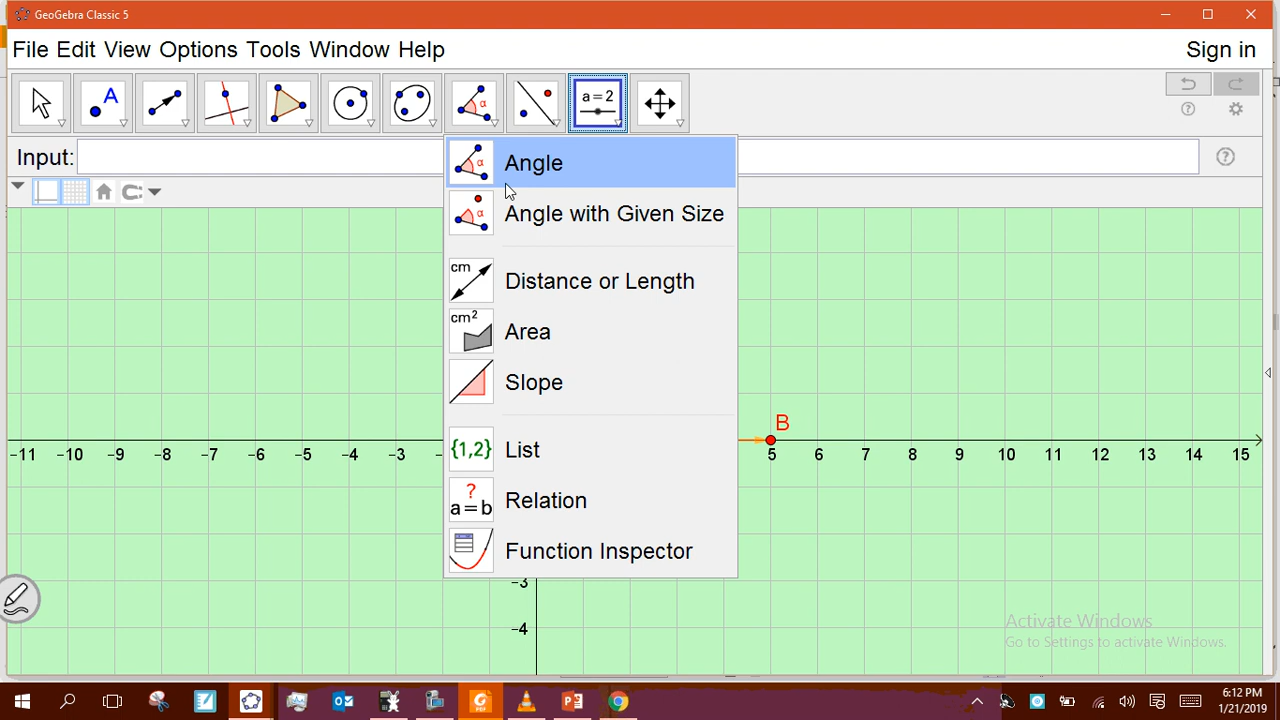 GeoGebra Classic 5
File Edit View Options Tools Window Help
Sign in
A
α
a=2
Input:
α Angle
α Angle with Given Size
cm Distance or Length
cm² Area
Slope
{1,2} List
? a=b Relation
Function Inspector
B
-11 -10 -9 -8 -7 -6 -5 -4 -3 5 6 7 8 9 10 11 12 13 14 15
-3
-4
Activate Windows
Go to Settings to activate Windows.
6:12 PM
1/21/2019